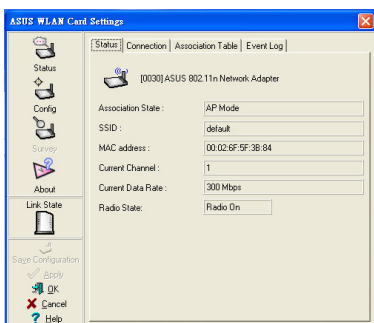 ASUS WLAN Card Settings
Status
Config
Survey
About
Link State
Save Configuration
Apply
OK
Cancel
Help
Status Connection Association Table Event Log
[0030] ASUS 802.11n Network Adapter
Association State : AP Mode
SSID : default
MAC address : 00:02:6F:5F:3B:84
Current Channel : 1
Current Data Rate : 300 Mbps
Radio State: Radio On